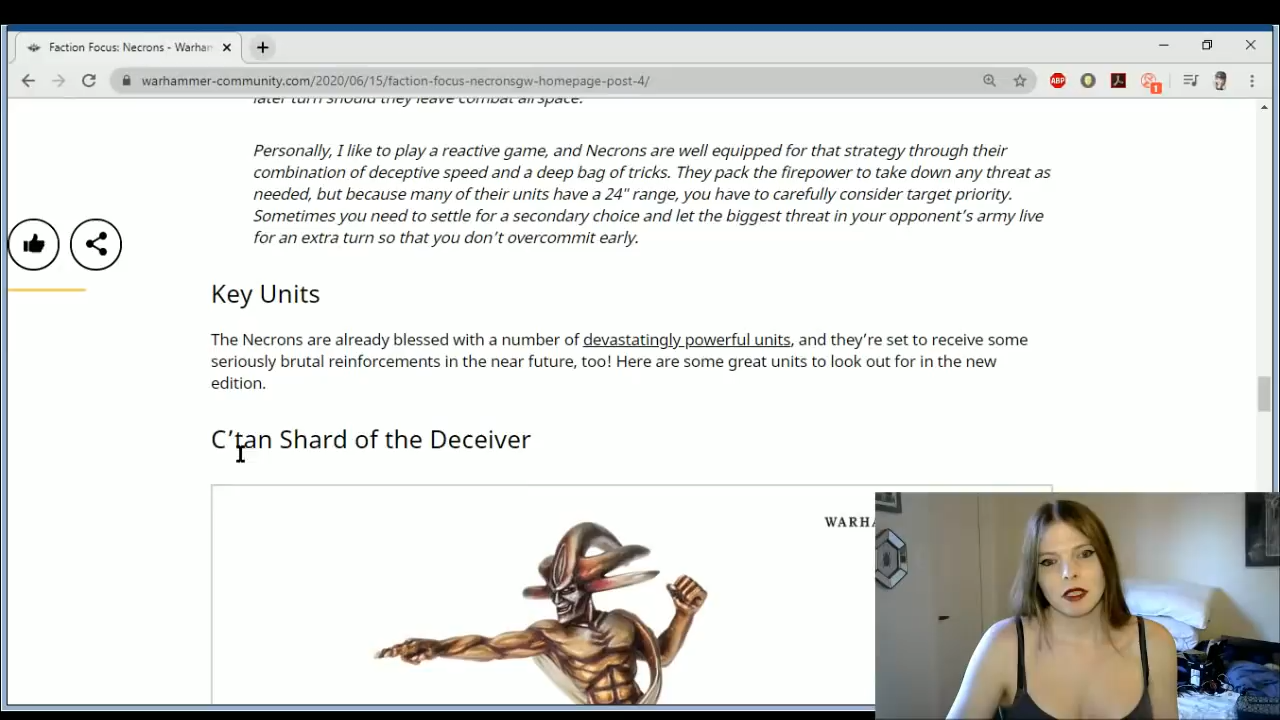 Faction Focus: Necrons - Warha
warhammer-community.com/2020/06/15/faction-focus-necronsgw-homepage-post-4/
ABP
1
later turn should they leave combat airspace.
Personally, I like to play a reactive game, and Necrons are well equipped for that strategy through their
combination of deceptive speed and a deep bag of tricks. They pack the firepower to take down any threat as
needed, but because many of their units have a 24" range, you have to carefully consider target priority.
Sometimes you need to settle for a secondary choice and let the biggest threat in your opponent's army live
for an extra turn so that you don't overcommit early.
Key Units
The Necrons are already blessed with a number of devastatingly powerful units, and they're set to receive some
seriously brutal reinforcements in the near future, too! Here are some great units to look out for in the new
edition.
C'tan Shard of the Deceiver
WARHA